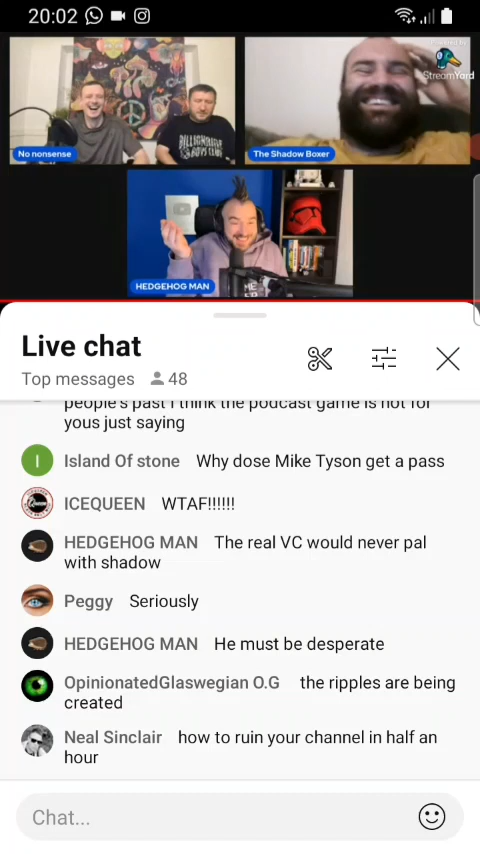 20:02
StreamYard
BILLIONAIRE
BOYS CLUB
No nonsense
The Shadow Boxer
HEDGEHOG MAN
Live chat
Top messages 48
people's past I think the podcast game is not for
yous just saying
I Island Of stone Why dose Mike Tyson get a pass
ICEQUEEN WTAF!!!!!!
HEDGEHOG MAN The real VC would never pal
with shadow
Peggy Seriously
HEDGEHOG MAN He must be desperate
OpinionatedGlaswegian O.G the ripples are being
created
Neal Sinclair how to ruin your channel in half an
hour
Chat...